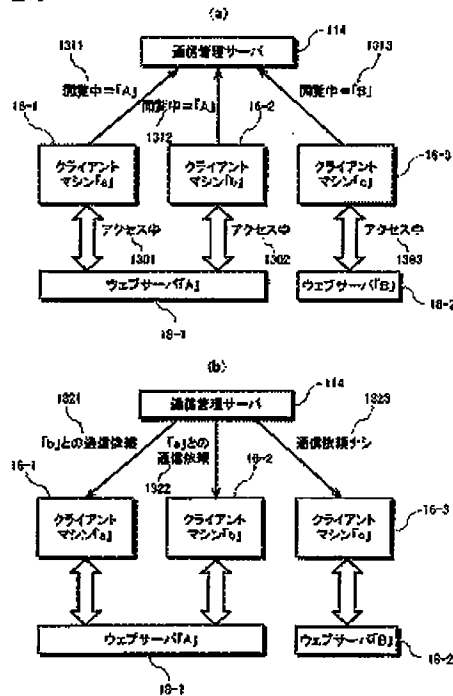 (a)
1311
通信管理サーバ
114
1313
閲覧中=「A」
閲覧中=「A」
閲覧中=「B」
1312
16-1
16-2
クライアント
マシン「a」
クライアント
マシン「b」
クライアント
マシン「c」
16-3
アクセス中
アクセス中
アクセス中
1301
1302
1303
ウェブサーバ「A」
ウェブサーバ「B」
18-1
18-2
(b)
1321
通信管理サーバ
114
1323
「b」との通信依頼
「a」との
通信依頼
通信依頼ナシ
1322
16-1
16-2
クライアント
マシン「a」
クライアント
マシン「b」
クライアント
マシン「c」
16-3
ウェブサーバ「A」
ウェブサーバ「B」
18-1
18-2